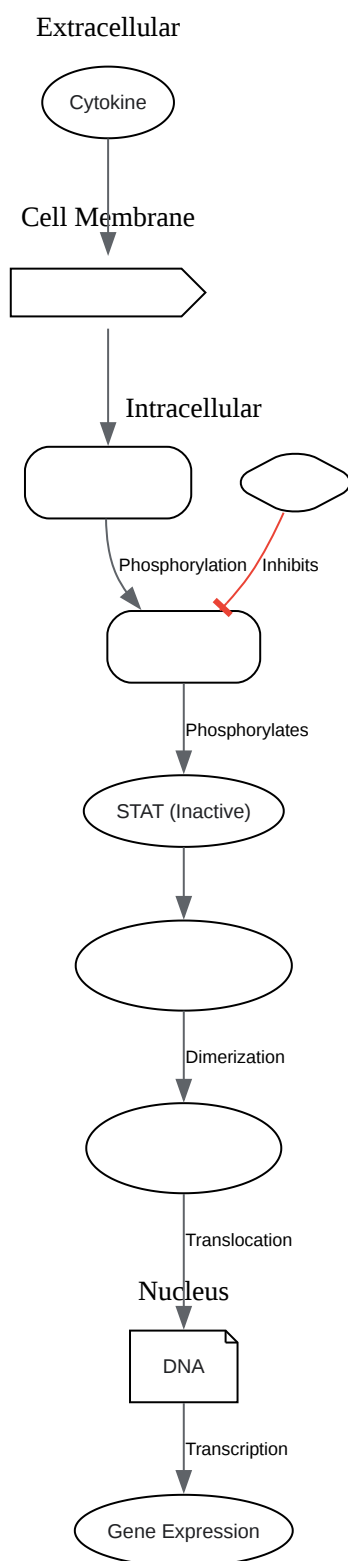 Extracellular
Cytokine
Cell Membrane
Intracellular
Phosphorylation
Inhibits
Phosphorylates
STAT (Inactive)
Dimerization
Translocation
Nucleus
DNA
Transcription
Gene Expression